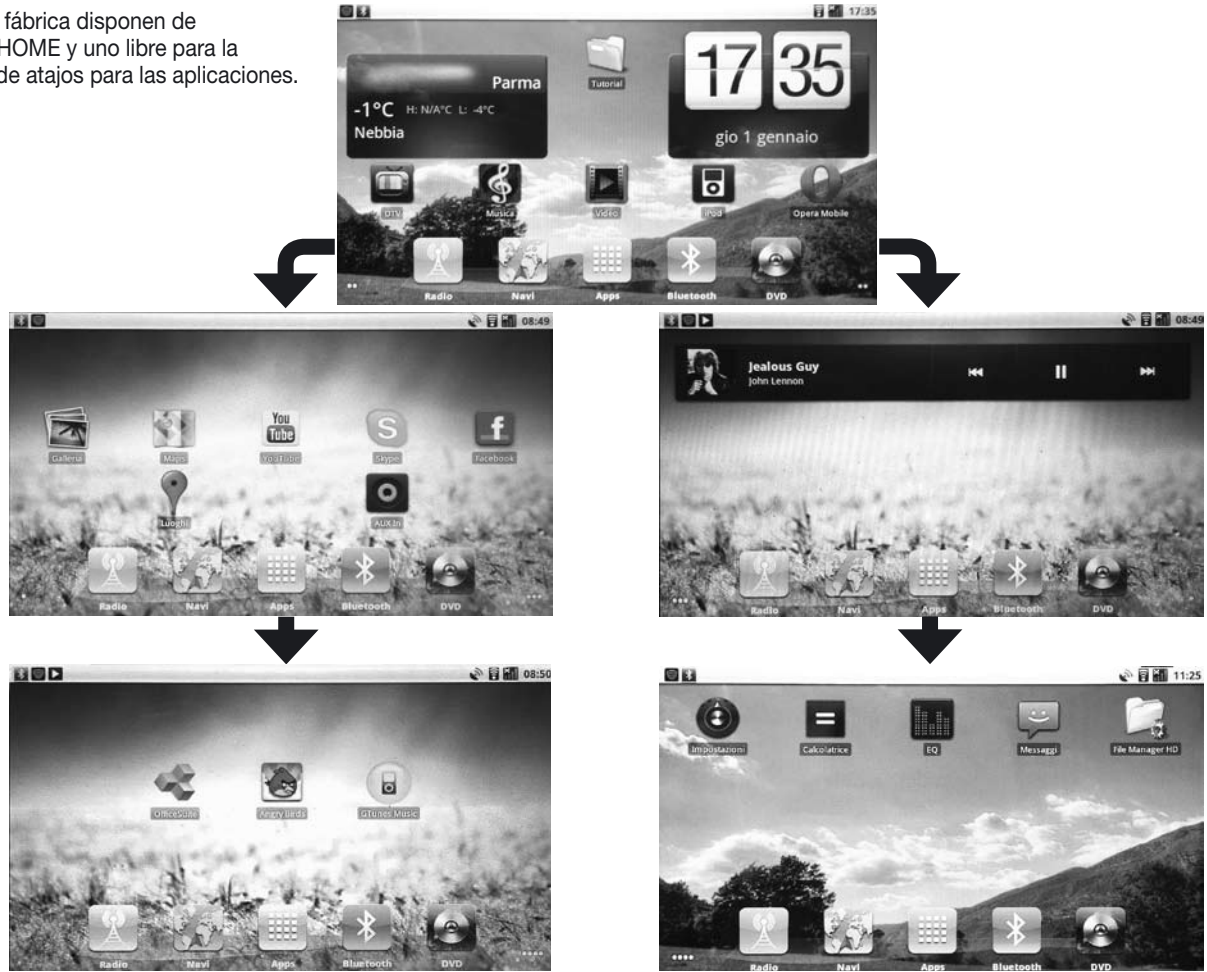 fábrica disponen de
HOME y uno libre para la
de atajos para las aplicaciones.
17:35
Parma
-1°C H: N/A°C L: -4°C
Nebbia
Tutorial
17 35
gio 1 gennaio
DTV Musica Video iPod Opera Mobile
Radio Navi Apps Bluetooth DVD
08:49
Galleria Maps You Tube YouTube Skype Facebook
Luoghi AUX In
Radio Navi Apps Bluetooth DVD
08:49
Jealous Guy
John Lennon
Radio Navi Apps Bluetooth DVD
08:50
OfficeSuite Angry Birds GTunes Music
Radio Navi Apps Bluetooth DVD
11:25
Impostazioni Calcolatrice EQ Messaggi File Manager HD
Radio Navi Apps Bluetooth DVD